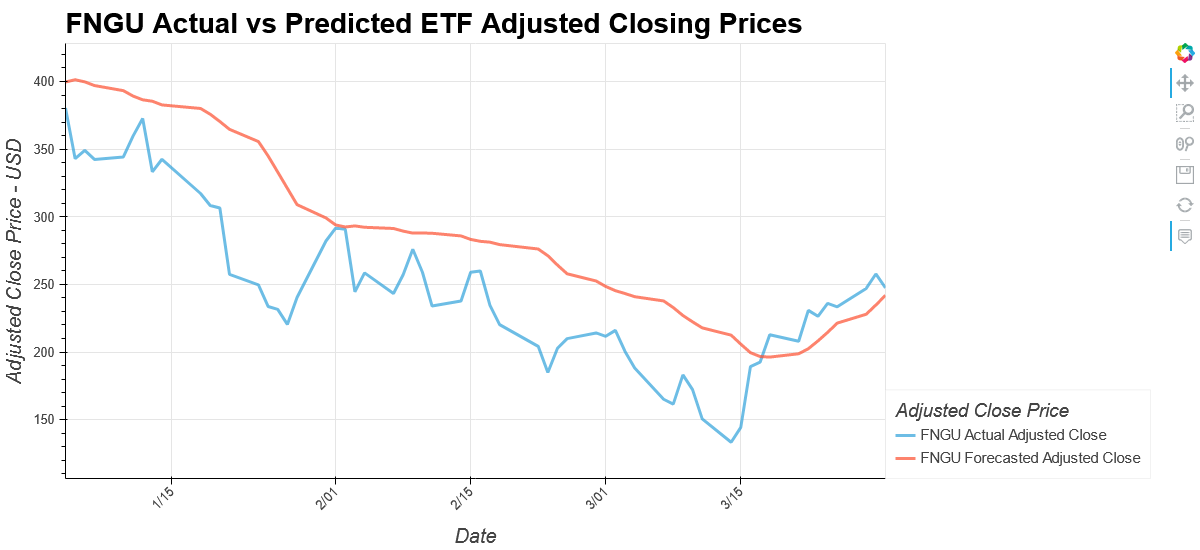 FNGU Actual vs Predicted ETF Adjusted Closing Prices
Adjusted Close Price - USD
400
350
300
250
200
150
1/15
2/01
2/15
3/01
3/15
Date
Adjusted Close Price
FNGU Actual Adjusted Close
FNGU Forecasted Adjusted Close